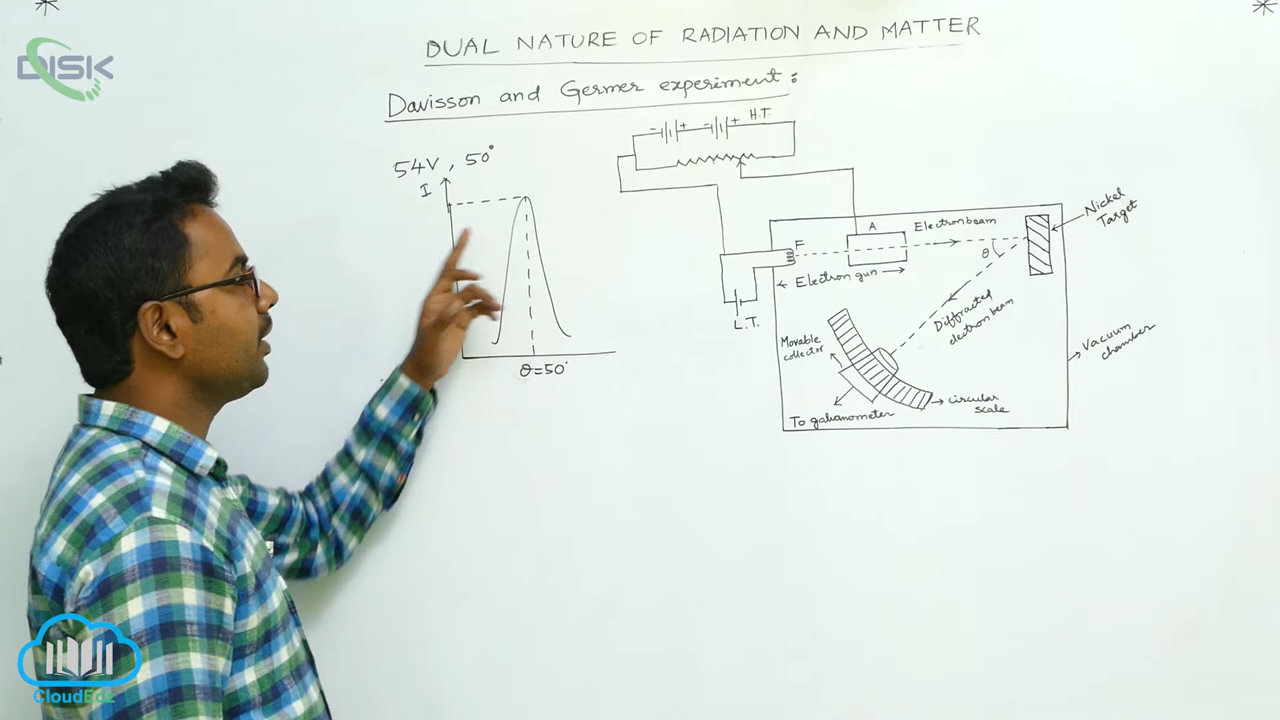 DISK
DUAL NATURE OF RADIATION AND MATTER
Davisson and Germer experiment :
54V , 50°
I
θ=50°
- + - + H.T.
F
A
Electron beam
Nickel
Target
θ
Electron gun
L.T.
Diffracted
electron beam
Movable
collector
Vacuum
chamber
circular
scale
To galvanometer
CloudEdz